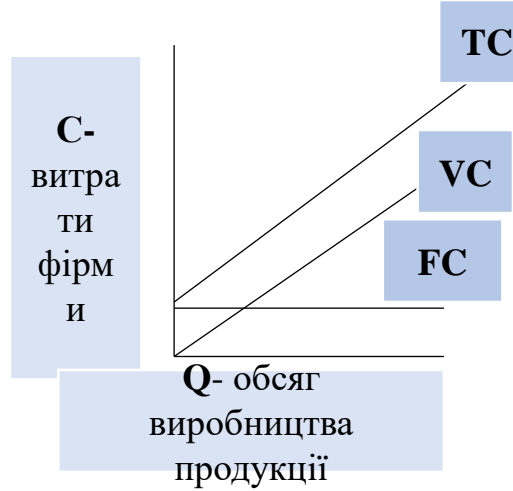 TC
C-
витра
ти
фірм
и
VC
FC
Q- обсяг
виробництва
продукції